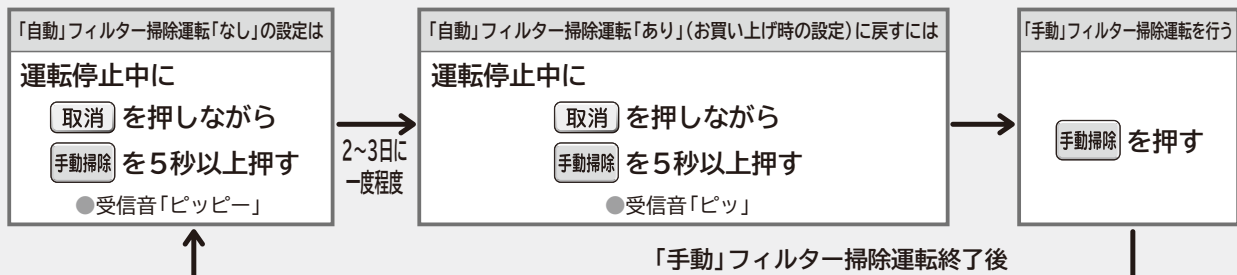 「自動」フィルター掃除運転「なし」の設定は
運転停止中に
取消 を押しながら
手動掃除 を5秒以上押す
●受信音「ピッピー」
2~3日に
一度程度
「自動」フィルター掃除運転「あり」(お買い上げ時の設定)に戻すには
運転停止中に
取消 を押しながら
手動掃除 を5秒以上押す
●受信音「ピッ」
「手動」フィルター掃除運転を行う
手動掃除 を押す
「手動」フィルター掃除運転終了後